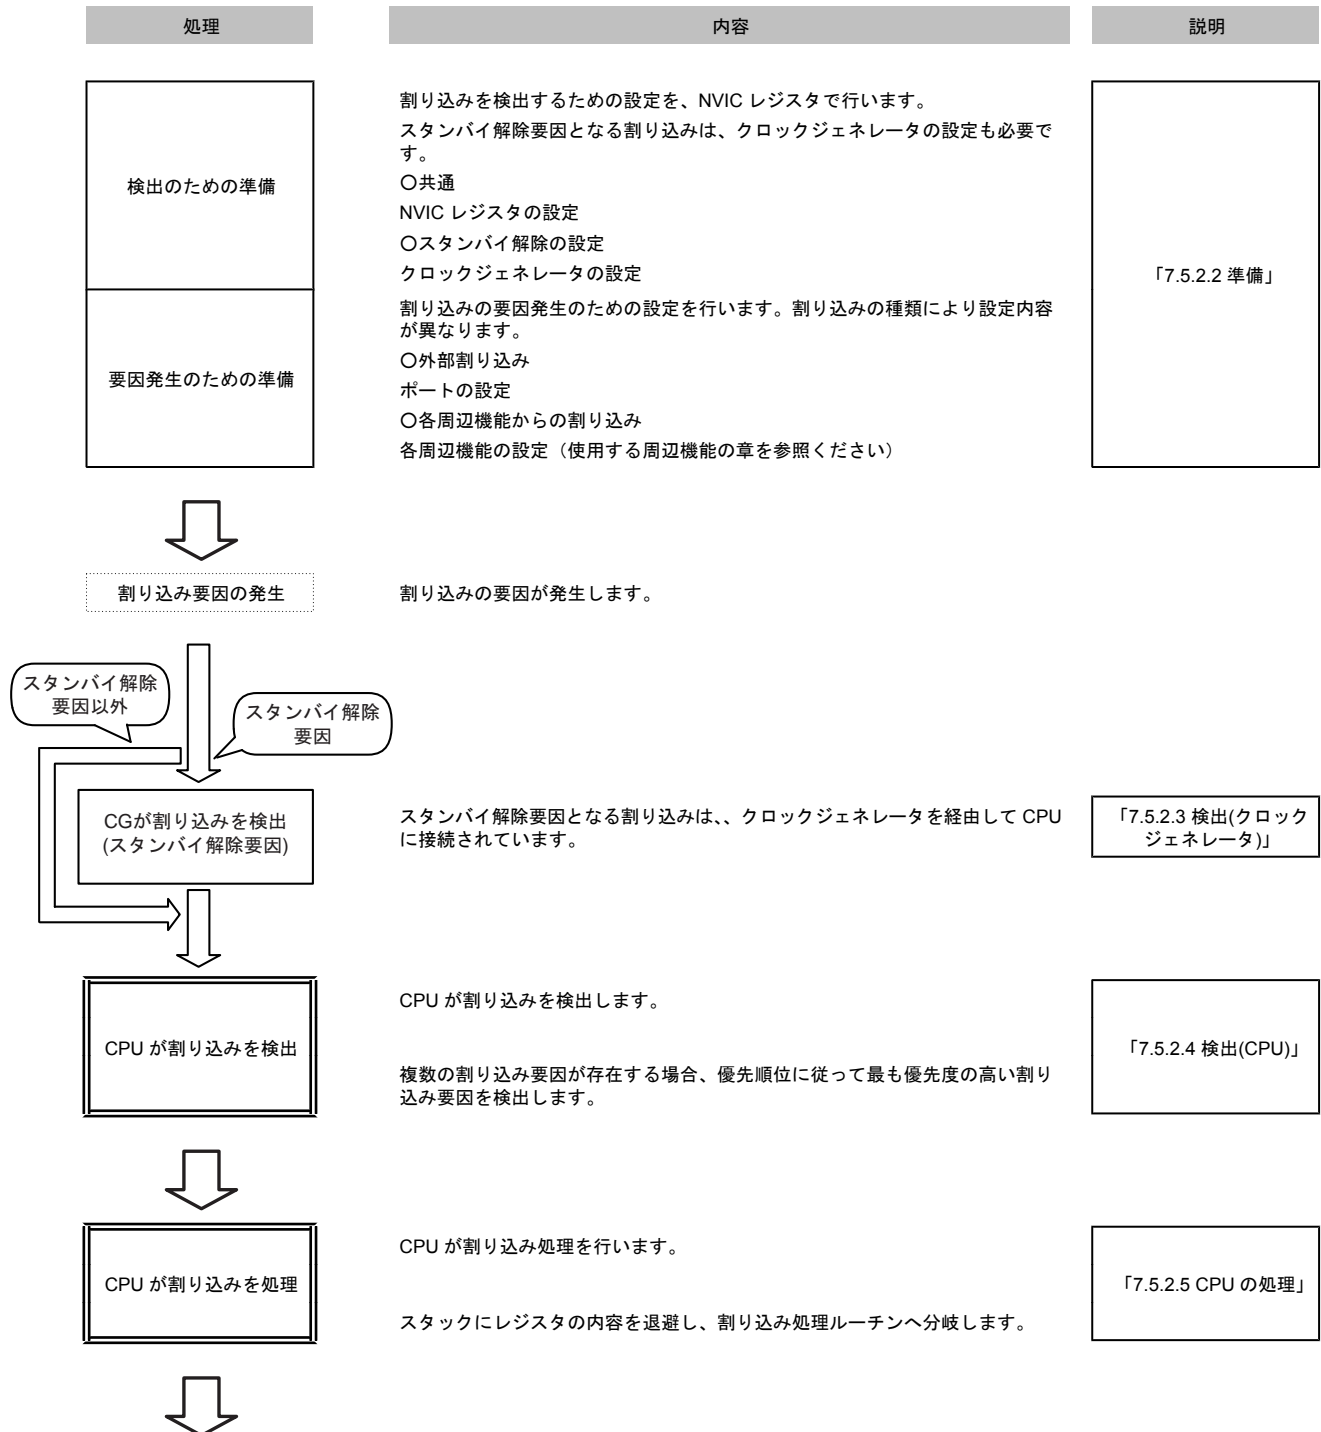 処理
内容
説明
検出のための準備
割り込みを検出するための設定を、NVIC レジスタで行います。
スタンバイ解除要因となる割り込みは、クロックジェネレータの設定も必要で
す。
〇共通
NVIC レジスタの設定
〇スタンバイ解除の設定
クロックジェネレータの設定
「7.5.2.2 準備」
要因発生のための準備
割り込みの要因発生のための設定を行います。割り込みの種類により設定内容
が異なります。
〇外部割り込み
ポートの設定
〇各周辺機能からの割り込み
各周辺機能の設定（使用する周辺機能の章を参照ください）
割り込み要因の発生
割り込みの要因が発生します。
スタンバイ解除
要因以外
スタンバイ解除
要因
CGが割り込みを検出
(スタンバイ解除要因)
スタンバイ解除要因となる割り込みは、、クロックジェネレータを経由して CPU
に接続されています。
「7.5.2.3 検出(クロック
ジェネレータ)」
CPU が割り込みを検出
CPU が割り込みを検出します。
複数の割り込み要因が存在する場合、優先順位に従って最も優先度の高い割り
込み要因を検出します。
「7.5.2.4 検出(CPU)」
CPU が割り込みを処理
CPU が割り込み処理を行います。
スタックにレジスタの内容を退避し、割り込み処理ルーチンへ分岐します。
「7.5.2.5 CPU の処理」